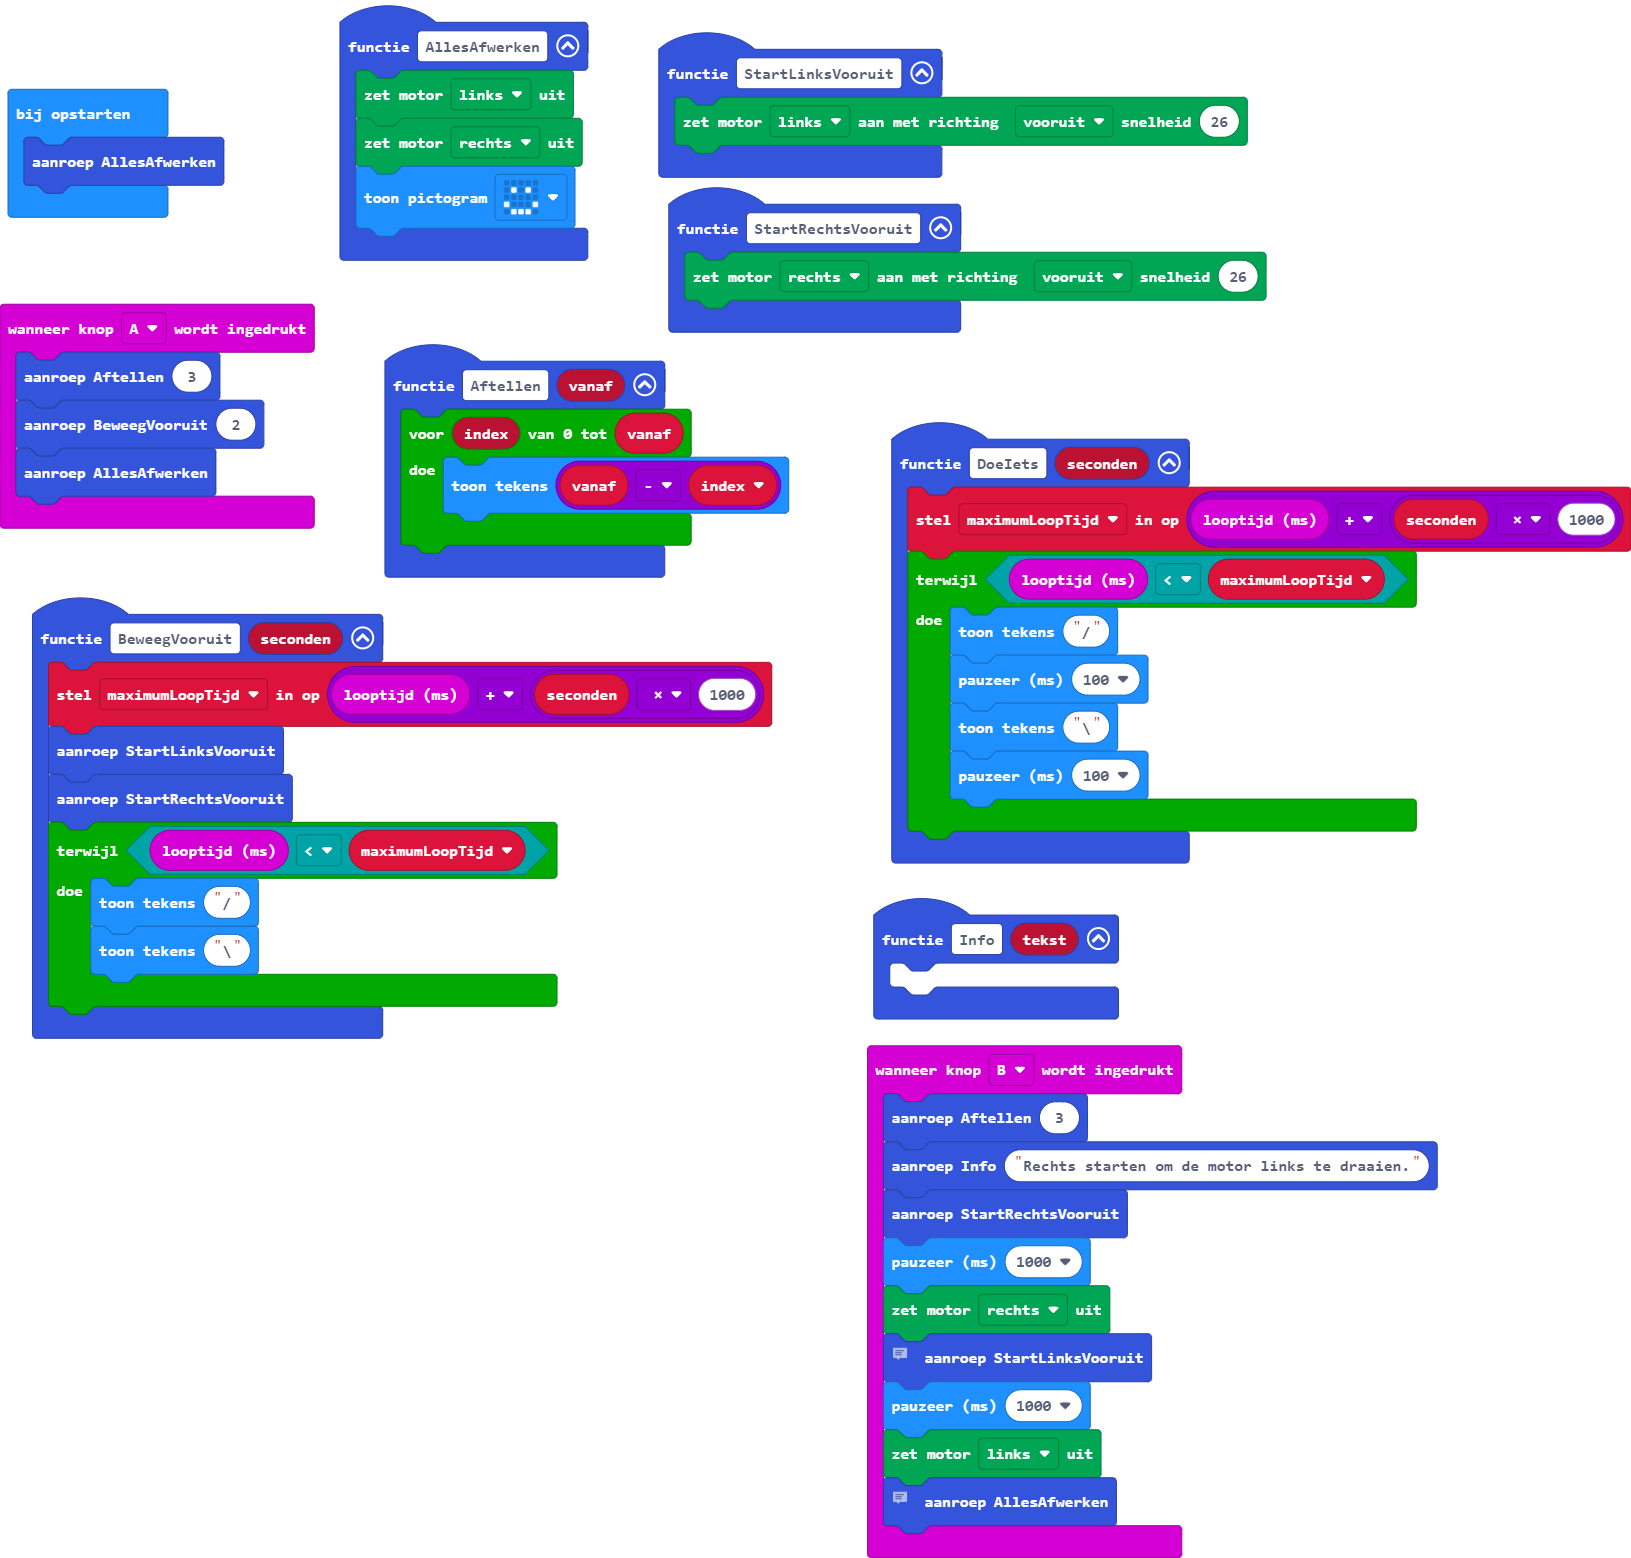 bij opstarten
aanroep AllesAfwerken
functie AllesAfwerken
zet motor links uit
zet motor rechts uit
toon pictogram
functie StartLinksVooruit
zet motor links aan met richting vooruit snelheid 26
functie StartRechtsVooruit
zet motor rechts aan met richting vooruit snelheid 26
wanneer knop A wordt ingedrukt
aanroep Aftellen 3
aanroep BeweegVooruit 2
aanroep AllesAfwerken
functie Aftellen vanaf
voor index van 0 tot vanaf
doe
toon tekens vanaf - index
functie DoeIets seconden
stel maximumLoopTijd in op looptijd (ms) + seconden × 1000
terwijl looptijd (ms) < maximumLoopTijd
doe
toon tekens "/"
pauzeer (ms) 100
toon tekens "\"
pauzeer (ms) 100
functie BeweegVooruit seconden
stel maximumLoopTijd in op looptijd (ms) + seconden × 1000
aanroep StartLinksVooruit
aanroep StartRechtsVooruit
terwijl looptijd (ms) < maximumLoopTijd
doe
toon tekens "/"
toon tekens "\"
functie Info tekst
wanneer knop B wordt ingedrukt
aanroep Aftellen 3
aanroep Info "Rechts starten om de motor links te draaien."
aanroep StartRechtsVooruit
pauzeer (ms) 1000
zet motor rechts uit
aanroep StartLinksVooruit
pauzeer (ms) 1000
zet motor links uit
aanroep AllesAfwerken